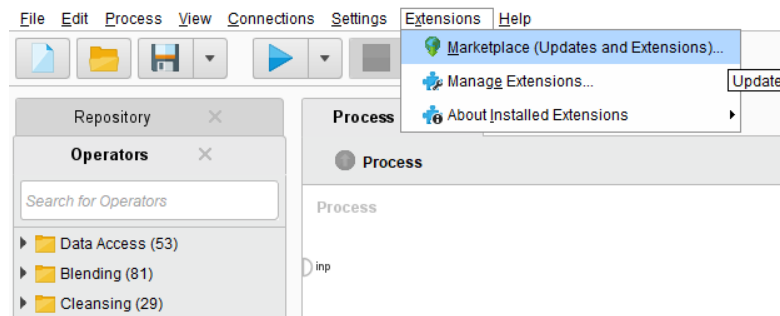 File Edit Process View Connections Settings Extensions Help
Marketplace (Updates and Extensions)...
Manage Extensions...
Update
About Installed Extensions
Repository
Process
Operators
Process
Search for Operators
Process
Data Access (53)
inp
Blending (81)
Cleansing (29)